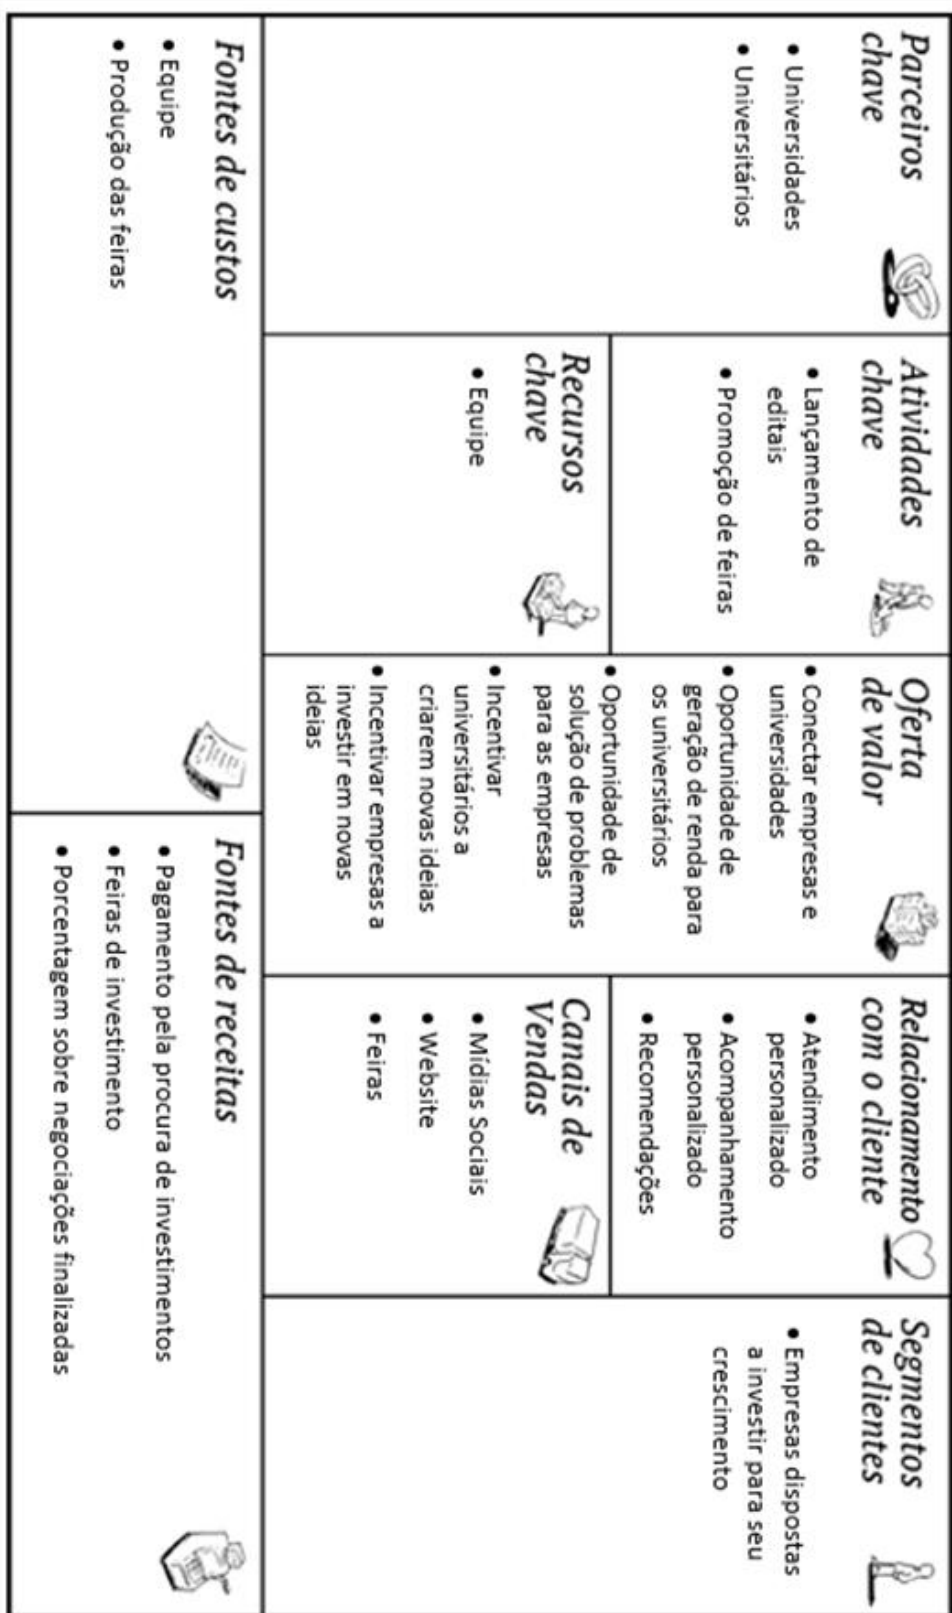 Parceiros
chave
• Universidades
• Universitários
Atividades
chave
• Lançamento de
editais
• Promoção de feiras
Recursos
chave
• Equipe
Oferta
de valor
• Conectar empresas e
universidades
• Oportunidade de
geração de renda para
os universitários
• Oportunidade de
solução de problemas
para as empresas
• Incentivar
universitários a
criarem novas ideias
• Incentivar empresas a
investir em novas
ideias
Relacionamento
com o cliente
• Atendimento
personalizado
• Acompanhamento
personalizado
• Recomendações
Canais de
Vendas
• Mídias Sociais
• Website
• Feiras
Segmentos
de clientes
• Empresas dispostas
a investir para seu
crescimento
Fontes de custos
• Equipe
• Produção das feiras
Fontes de receitas
• Pagamento pela procura de investimentos
• Feiras de investimento
• Porcentagem sobre negociações finalizadas